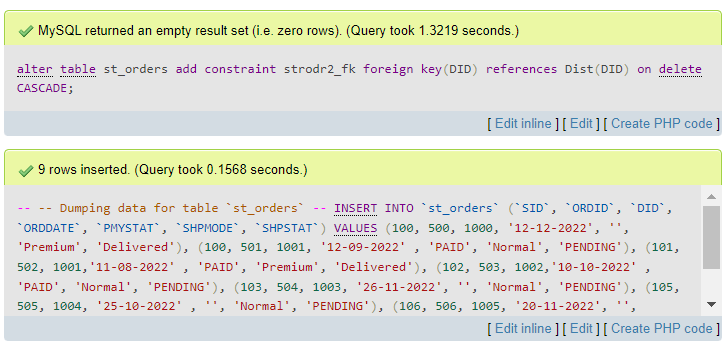 MySQL returned an empty result set (i.e. zero rows). (Query took 1.3219 seconds.)
alter table st_orders add constraint strodr2_fk foreign key(DID) references Dist(DID) on delete
CASCADE;
[ Edit inline ] [ Edit ] [ Create PHP code ]
9 rows inserted. (Query took 0.1568 seconds.)
-- -- Dumping data for table `st_orders` -- INSERT INTO `st_orders` (`SID`, `ORDID`, `DID`,
`ORDDATE`, `PMYSTAT`, `SHPMODE`, `SHPSTAT`) VALUES (100, 500, 1000, '12-12-2022', '',
'Premium', 'Delivered'), (100, 501, 1001, '12-09-2022' , 'PAID', 'Normal', 'PENDING'), (101,
502, 1001,'11-08-2022' , 'PAID', 'Premium', 'Delivered'), (102, 503, 1002,'10-10-2022' ,
'PAID', 'Normal', 'PENDING'), (103, 504, 1003, '26-11-2022', '', 'Normal', 'PENDING'), (105,
505, 1004, '25-10-2022' , '', 'Normal', 'PENDING'), (106, 506, 1005, '20-11-2022' , '',
[ Edit inline ] [ Edit ] [ Create PHP code ]